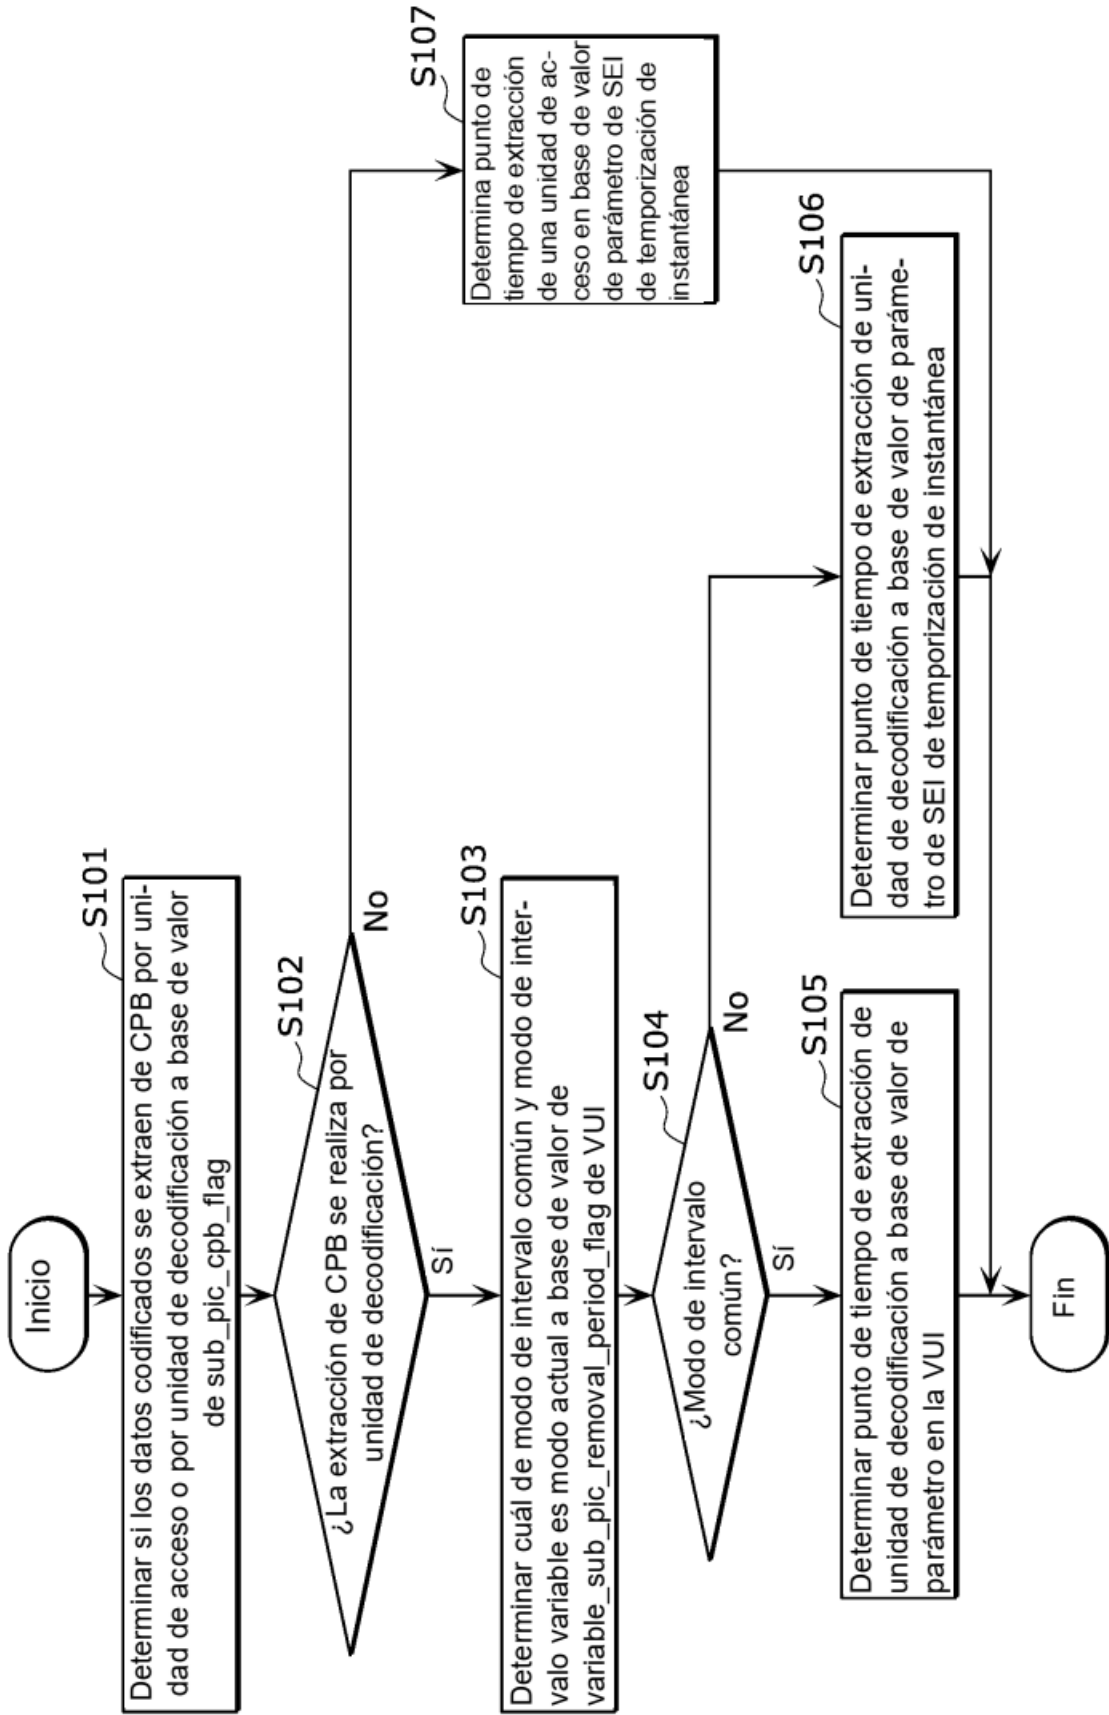 Inicio
S101
Determinar si los datos codificados se extraen de CPB por uni-
dad de acceso o por unidad de decodificación a base de valor
de sub_pic_cpb_flag
S102
¿La extracción de CPB se realiza por
unidad de decodificación?
No
Sí
S103
Determinar cuál de modo de intervalo común y modo de inter-
valo variable es modo actual a base de valor de
variable_sub_pic_removal_period_flag de VUI
S104
¿Modo de intervalo
común?
No
Sí
S105
Determinar punto de tiempo de extracción de
unidad de decodificación a base de valor de
parámetro en la VUI
S106
Determinar punto de tiempo de extracción de uni-
dad de decodificación a base de valor de paráme-
tro de SEI de temporización de instantánea
S107
Determina punto de
tiempo de extracción
de una unidad de ac-
ceso en base de valor
de parámetro de SEI
de temporización de
instantánea
Fin